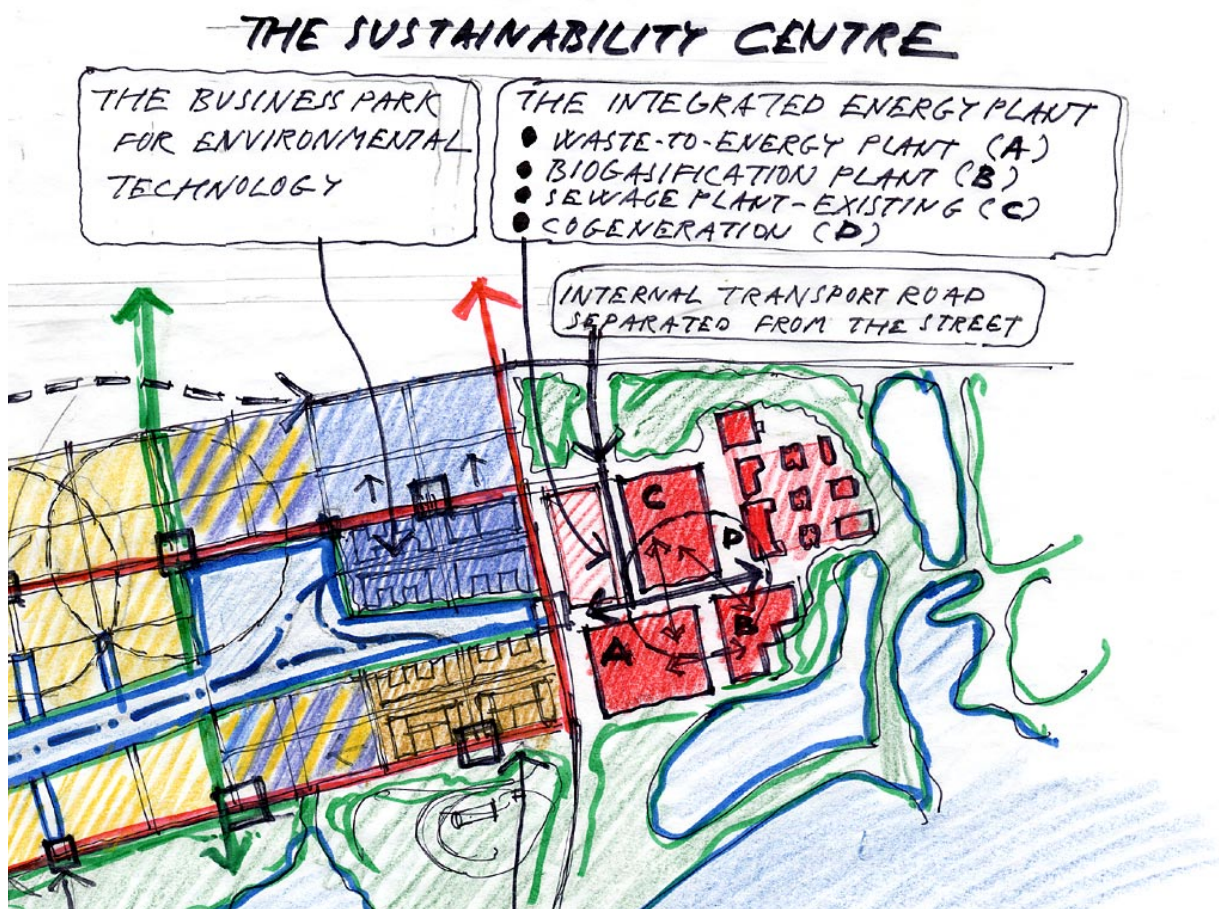 THE SUSTAINABILITY CENTRE
THE BUSINESS PARK
FOR ENVIRONMENTAL
TECHNOLOGY
THE INTEGRATED ENERGY PLANT
● WASTE-TO-ENERGY PLANT (A)
● BIOGASIFICATION PLANT (B)
● SEWAGE PLANT-EXISTING (C)
● COGENERATION (D)
INTERNAL TRANSPORT ROAD
SEPARATED FROM THE STREET
C
D
B
A